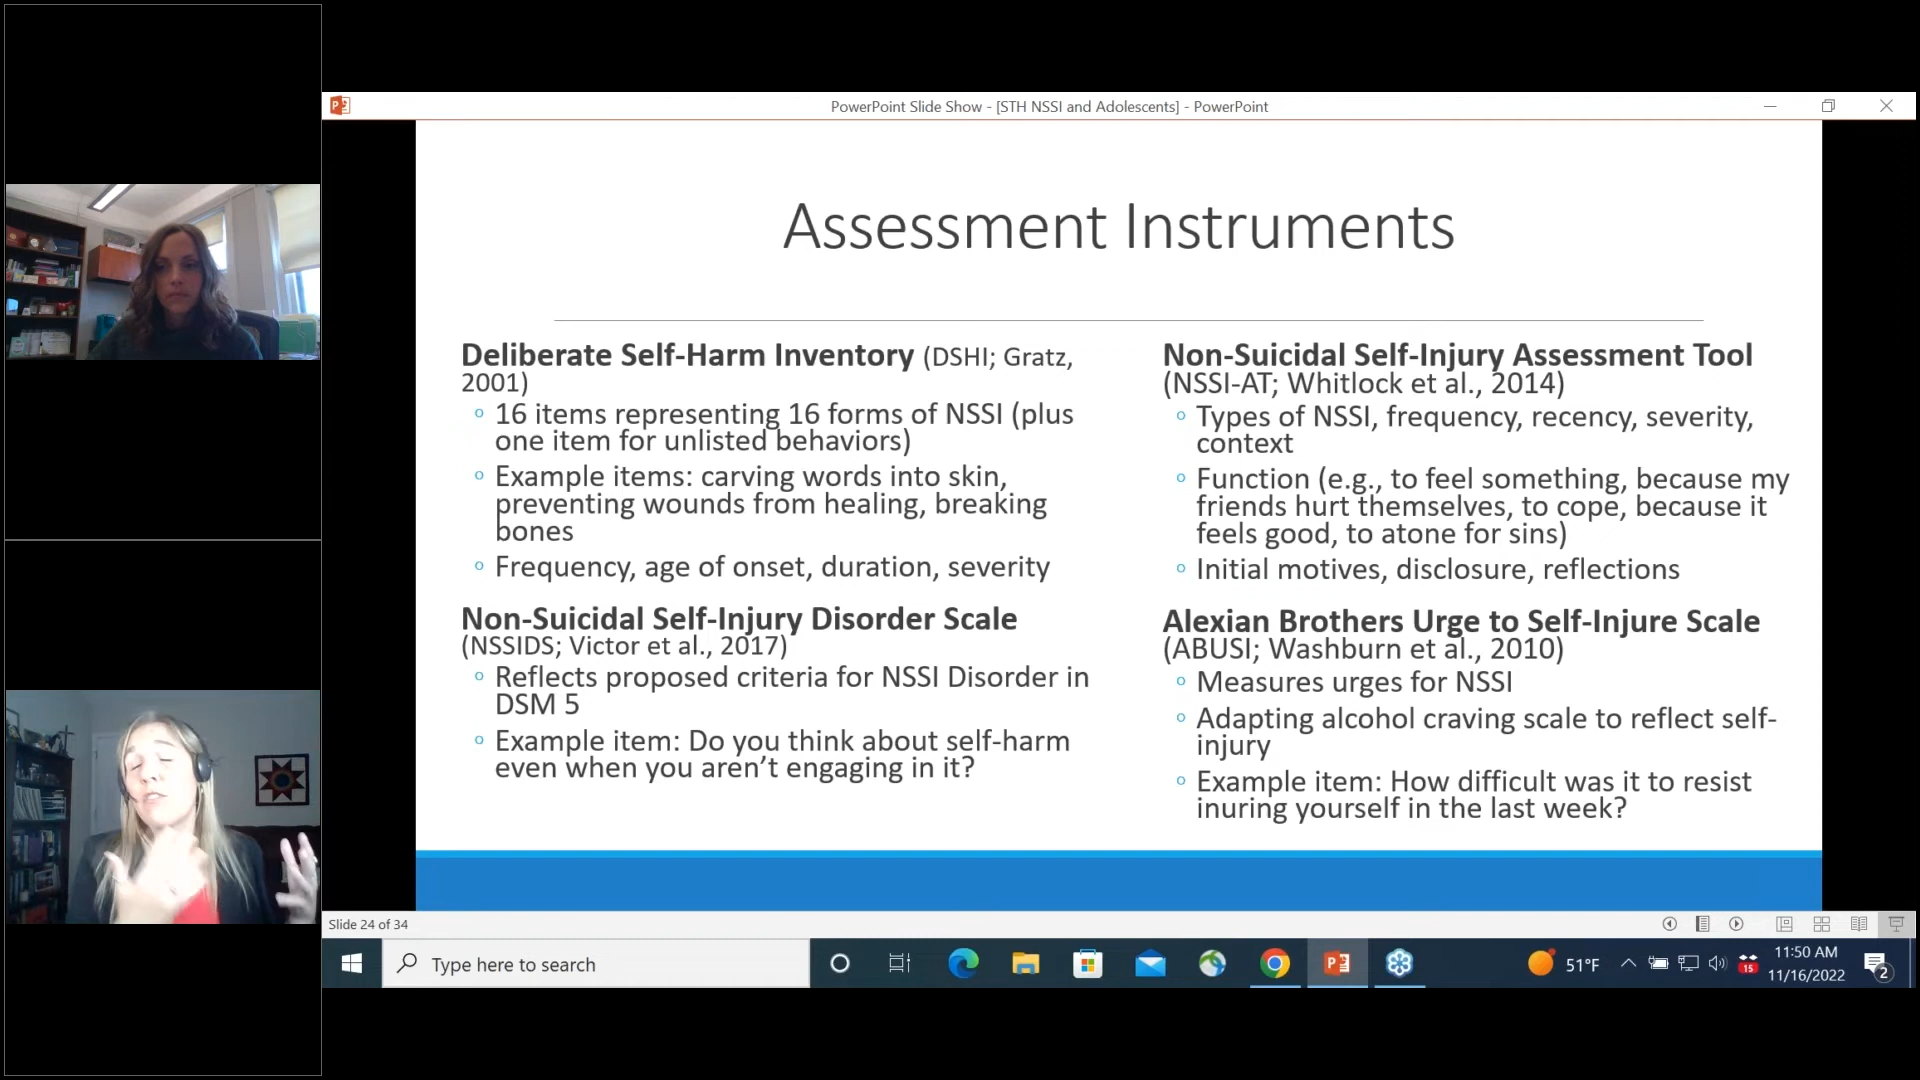 PowerPoint Slide Show - [STH NSSI and Adolescents] - PowerPoint
Assessment Instruments
Deliberate Self-Harm Inventory (DSHI; Gratz,
2001)
16 items representing 16 forms of NSSI (plus
one item for unlisted behaviors)
Example items: carving words into skin,
preventing wounds from healing, breaking
bones
Frequency, age of onset, duration, severity
Non-Suicidal Self-Injury Disorder Scale
(NSSIDS; Victor et al., 2017)
Reflects proposed criteria for NSSI Disorder in
DSM 5
Example item: Do you think about self-harm
even when you aren’t engaging in it?
Non-Suicidal Self-Injury Assessment Tool
(NSSI-AT; Whitlock et al., 2014)
Types of NSSI, frequency, recency, severity,
context
Function (e.g., to feel something, because my
friends hurt themselves, to cope, because it
feels good, to atone for sins)
Initial motives, disclosure, reflections
Alexian Brothers Urge to Self-Injure Scale
(ABUSI; Washburn et al., 2010)
Measures urges for NSSI
Adapting alcohol craving scale to reflect self-
injury
Example item: How difficult was it to resist
inuring yourself in the last week?
Slide 24 of 34
Type here to search
51°F
15
11:50 AM
11/16/2022
2